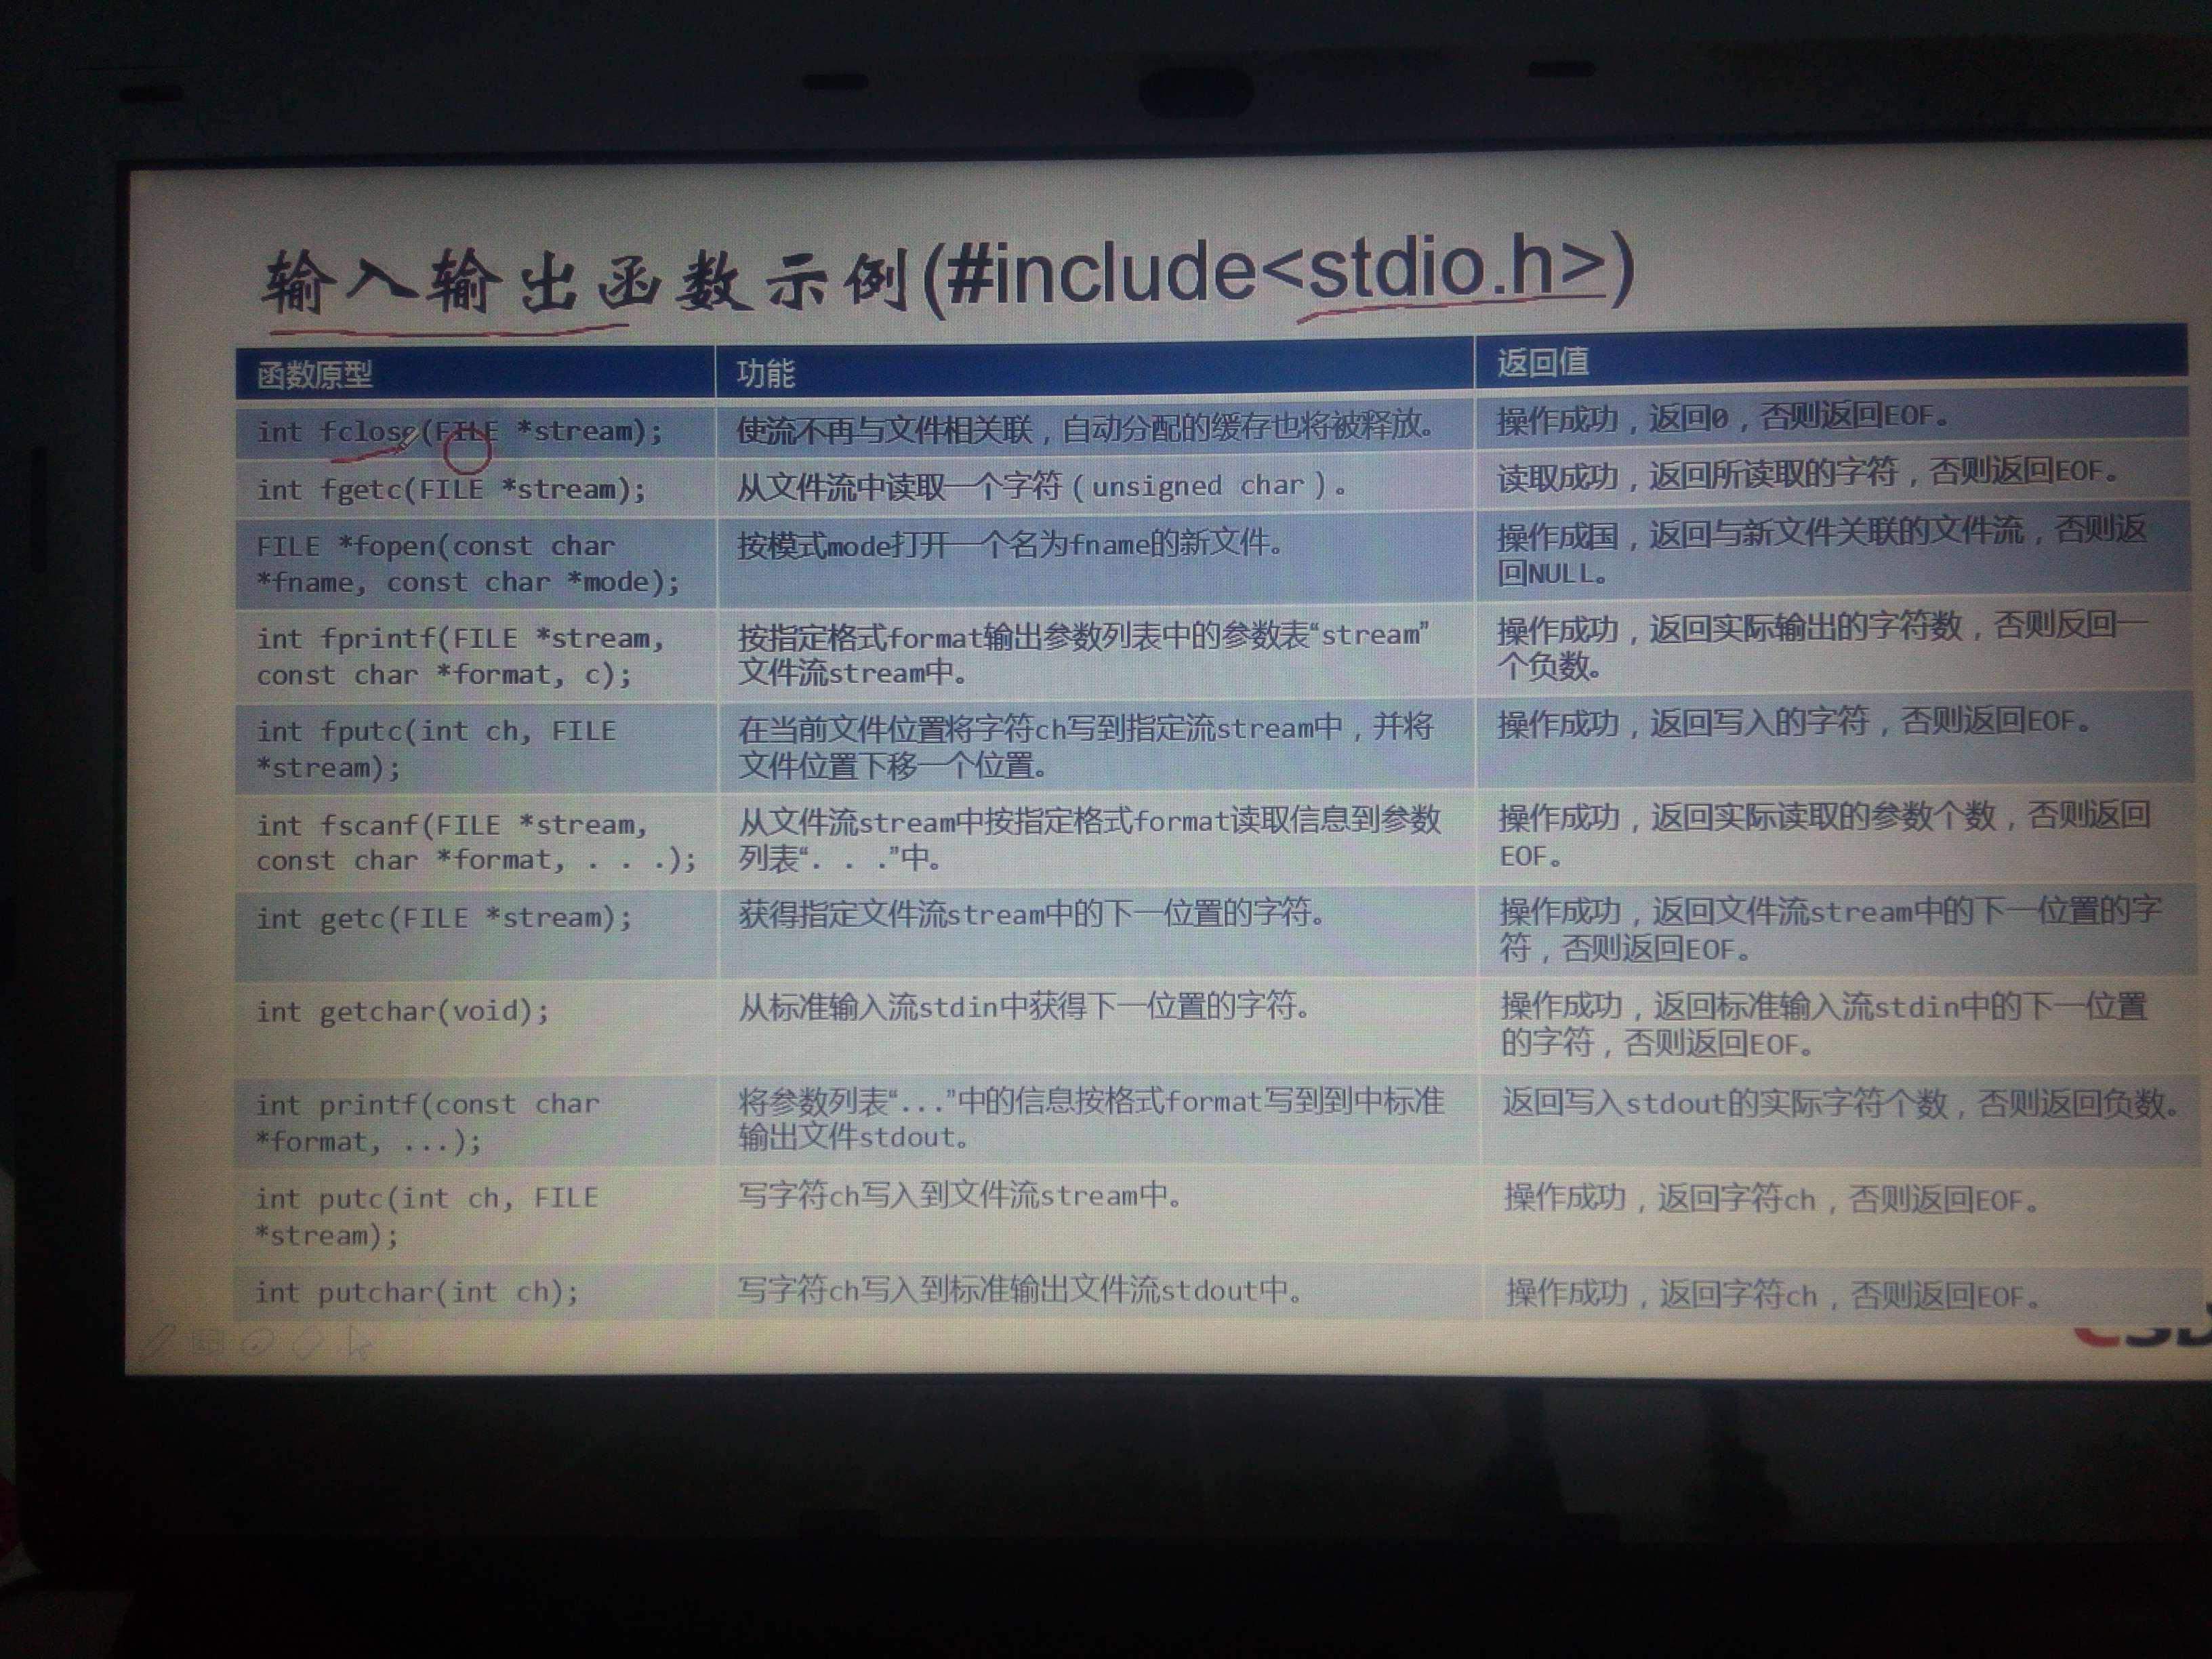 输入输出函数示例(#include<stdio.h>)
函数原型 功能 返回值
int fclose(FILE *stream); 使流不再与文件相关联，自动分配的缓存也将被释放。 操作成功，返回0，否则返回EOF。
int fgetc(FILE *stream); 从文件流中读取一个字符（unsigned char）。 读取成功，返回所读取的字符，否则返回EOF。
FILE *fopen(const char
*fname, const char *mode);
按模式mode打开一个名为fname的新文件。
操作成国，返回与新文件关联的文件流，否则返
回NULL。
int fprintf(FILE *stream,
const char *format, c);
按指定格式format输出参数列表中的参数表“stream”
文件流stream中。
操作成功，返回实际输出的字符数，否则反回一
个负数。
int fputc(int ch, FILE
*stream);
在当前文件位置将字符ch写到指定流stream中，并将
文件位置下移一个位置。
操作成功，返回写入的字符，否则返回EOF。
int fscanf(FILE *stream,
const char *format, . . .);
从文件流stream中按指定格式format读取信息到参数
列表“. . .”中。
操作成功，返回实际读取的参数个数，否则返回
EOF。
int getc(FILE *stream);
获得指定文件流stream中的下一位置的字符。
操作成功，返回文件流stream中的下一位置的字
符，否则返回EOF。
int getchar(void);
从标准输入流stdin中获得下一位置的字符。
操作成功，返回标准输入流stdin中的下一位置
的字符，否则返回EOF。
int printf(const char
*format, ...);
将参数列表“...”中的信息按格式format写到到中标准
输出文件stdout。
返回写入stdout的实际字符个数，否则返回负数。
int putc(int ch, FILE
*stream);
写字符ch写入到文件流stream中。
操作成功，返回字符ch，否则返回EOF。
int putchar(int ch);
写字符ch写入到标准输出文件流stdout中。
操作成功，返回字符ch，否则返回EOF。